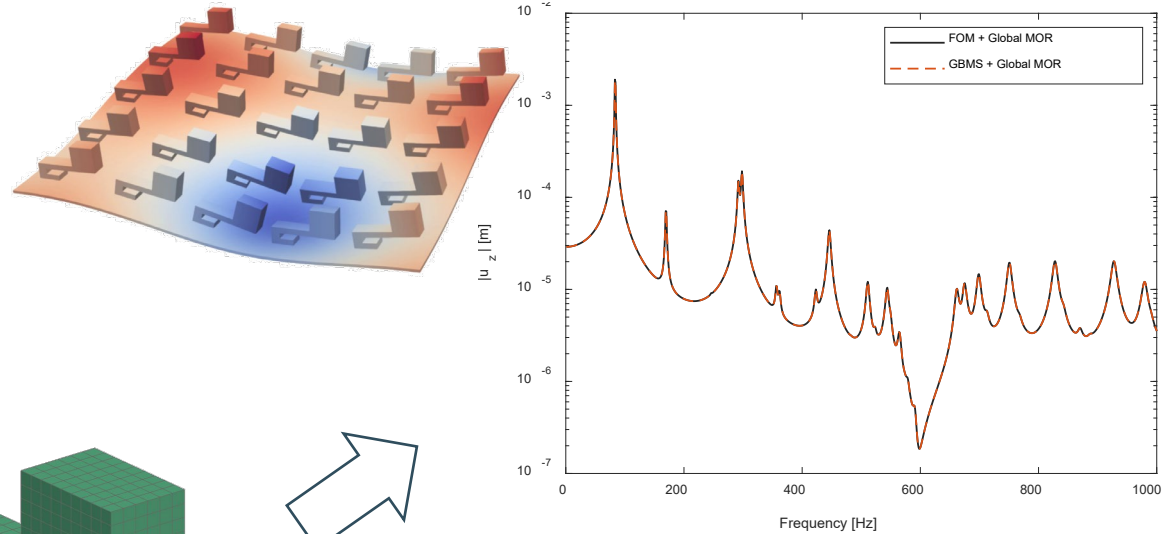 10 -2
FOM + Global MOR
GBMS + Global MOR
10 -3
10 -4
|u z | [m]
10 -5
10 -6
10 -7
0 200 400 600 800 1000
Frequency [Hz]